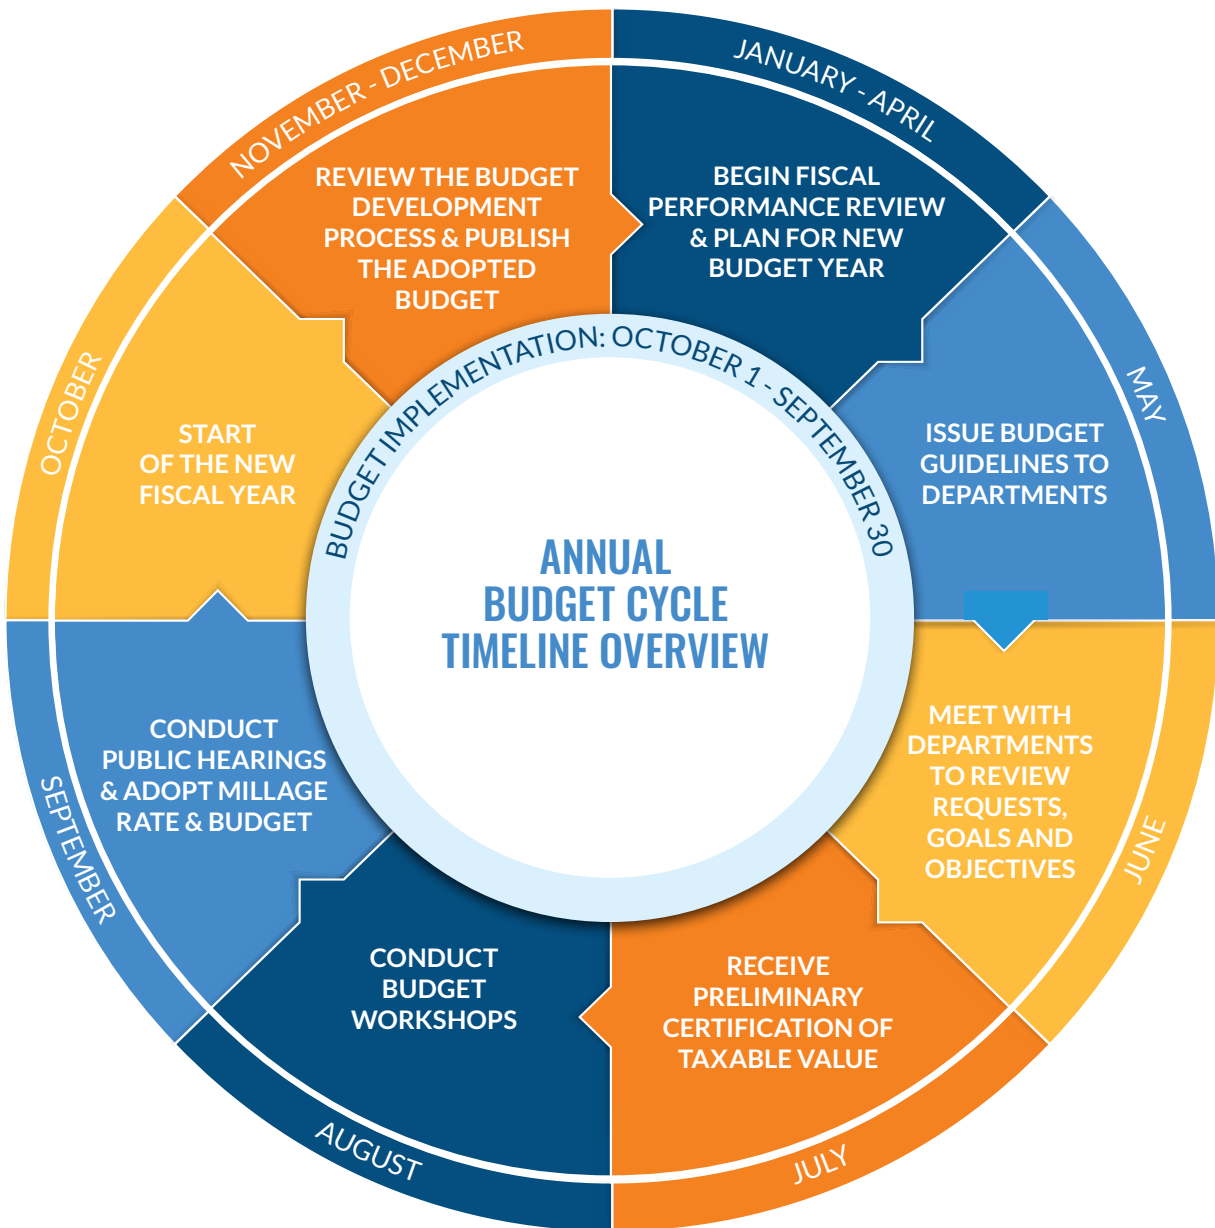 JANUARY - APRIL
BEGIN FISCAL
PERFORMANCE REVIEW
& PLAN FOR NEW
BUDGET YEAR
MAY
ISSUE BUDGET
GUIDELINES TO
DEPARTMENTS
JUNE
MEET WITH
DEPARTMENTS
TO REVIEW
REQUESTS,
GOALS AND
OBJECTIVES
JULY
RECEIVE
PRELIMINARY
CERTIFICATION OF
TAXABLE VALUE
AUGUST
CONDUCT
BUDGET
WORKSHOPS
SEPTEMBER
CONDUCT
PUBLIC HEARINGS
& ADOPT MILLAGE
RATE & BUDGET
OCTOBER
START
OF THE NEW
FISCAL YEAR
NOVEMBER - DECEMBER
REVIEW THE BUDGET
DEVELOPMENT
PROCESS & PUBLISH
THE ADOPTED
BUDGET
BUDGET IMPLEMENTATION: OCTOBER 1 - SEPTEMBER 30
ANNUAL
BUDGET CYCLE
TIMELINE OVERVIEW